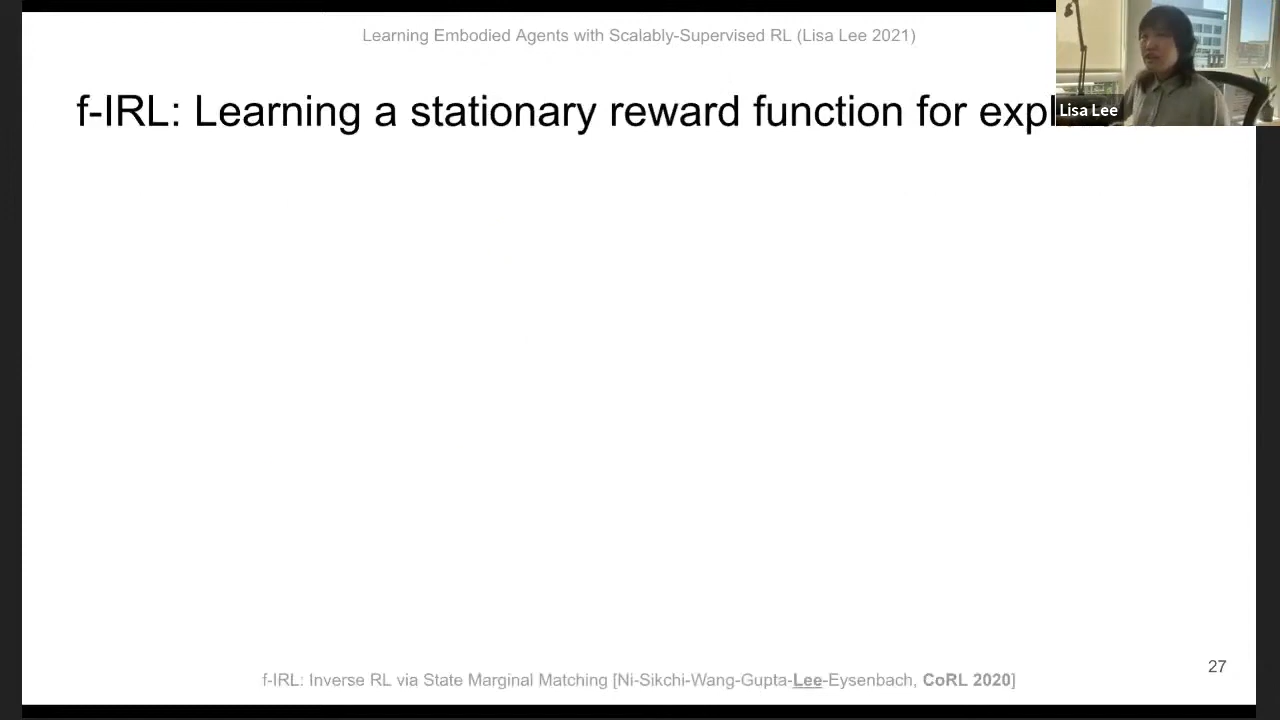 Learning Embodied Agents with Scalably-Supervised RL (Lisa Lee 2021)
f-IRL: Learning a stationary reward function for exp
Lisa Lee
27
f-IRL: Inverse RL via State Marginal Matching [Ni-Sikchi-Wang-Gupta-Lee-Eysenbach, CoRL 2020]